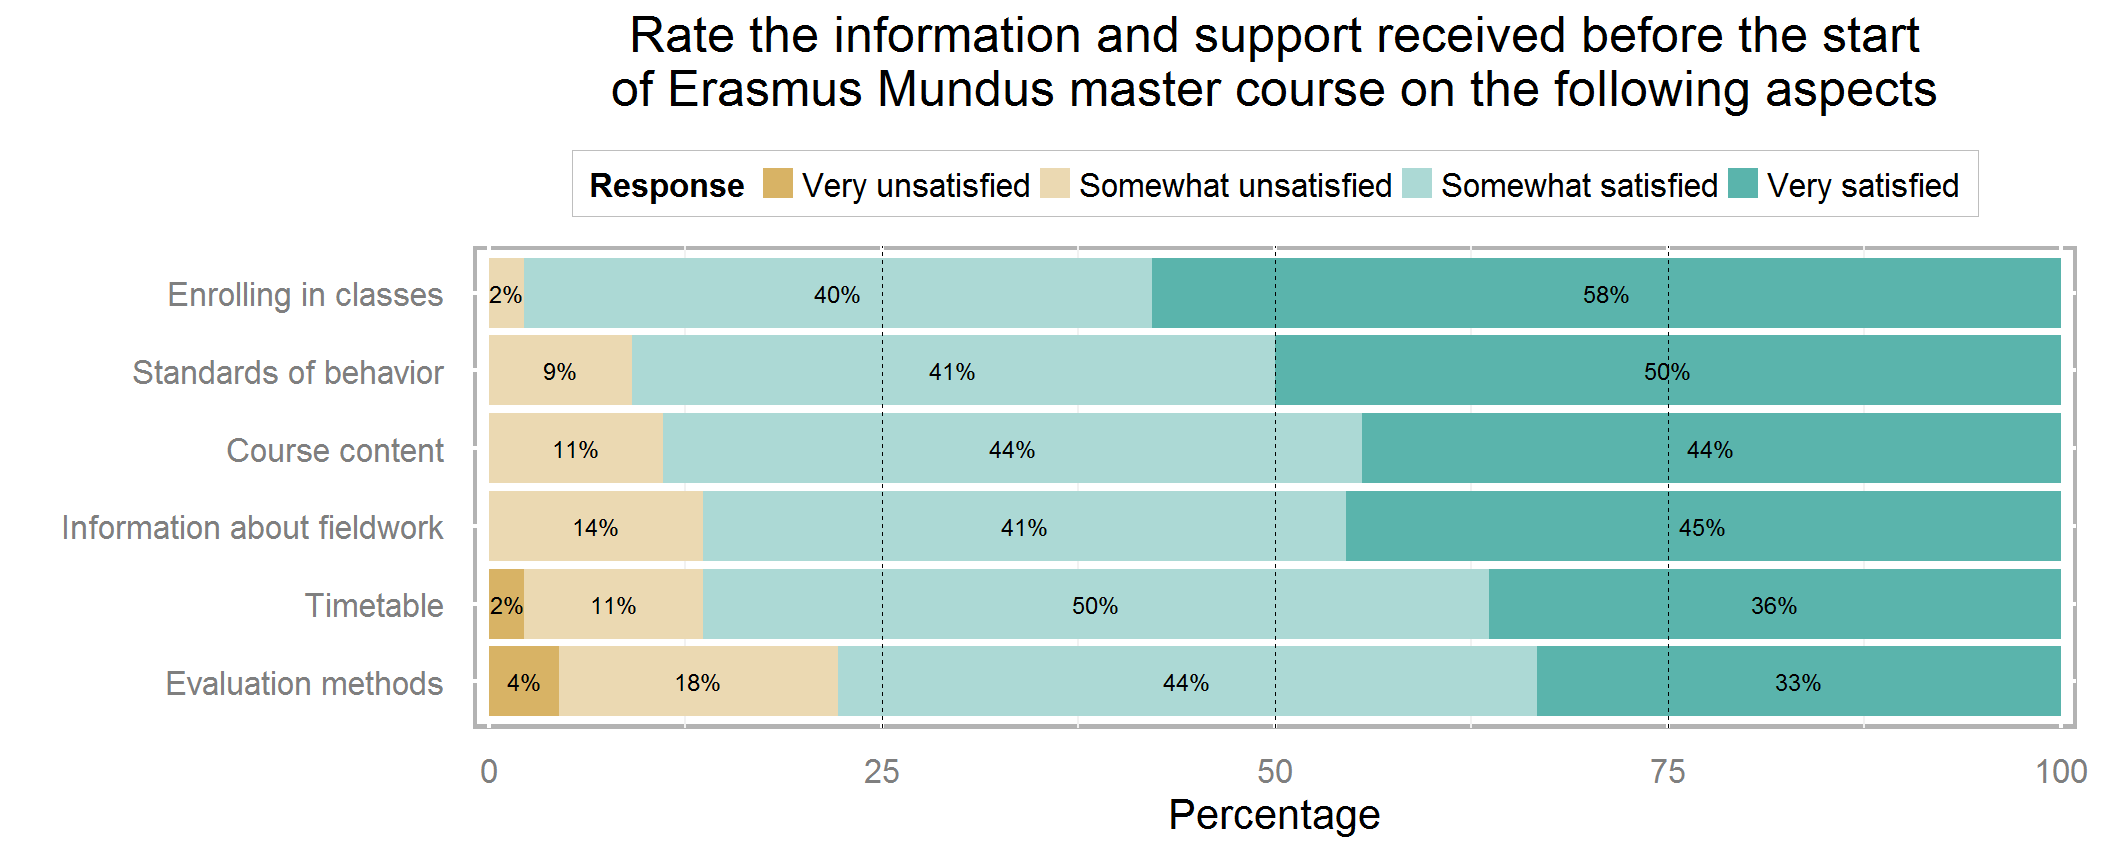 Rate the information and support received before the start
of Erasmus Mundus master course on the following aspects
Response Very unsatisfied Somewhat unsatisfied Somewhat satisfied Very satisfied
Enrolling in classes 2% 40% 58%
Standards of behavior 9% 41% 50%
Course content 11% 44% 44%
Information about fieldwork 14% 41% 45%
Timetable 2% 11% 50% 36%
Evaluation methods 4% 18% 44% 33%
0 25 50 75 100
Percentage